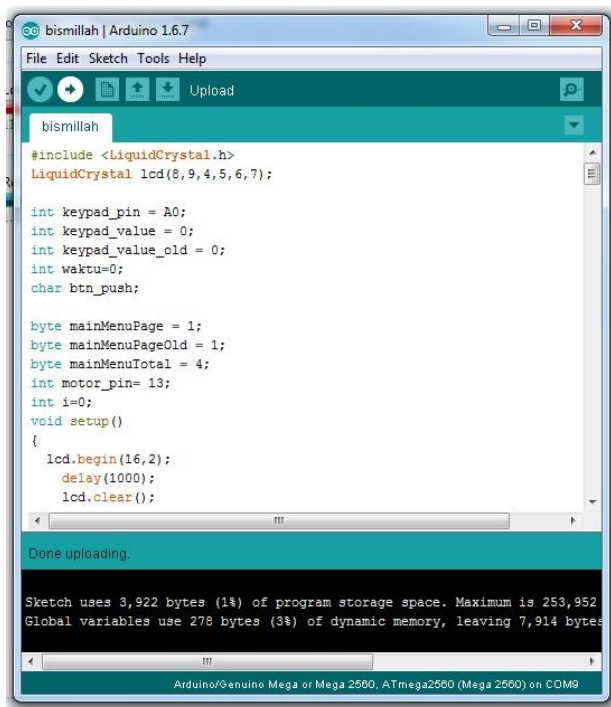 bismillah | Arduino 1.6.7
File Edit Sketch Tools Help
Upload
bismillah
#include <LiquidCrystal.h>
LiquidCrystal lcd(8,9,4,5,6,7);
int keypad_pin = A0;
int keypad_value = 0;
int keypad_value_old = 0;
int waktu=0;
char btn_push;
byte mainMenuPage = 1;
byte mainMenuPageOld = 1;
byte mainMenuTotal = 4;
int motor_pin= 13;
int i=0;
void setup()
{
lcd.begin(16,2);
delay(1000);
lcd.clear();
Done uploading.
Sketch uses 3,922 bytes (1%) of program storage space. Maximum is 253,952
Global variables use 278 bytes (3%) of dynamic memory, leaving 7,914 bytes
Arduino/Genuino Mega or Mega 2560, ATmega2560 (Mega 2560) on COM9